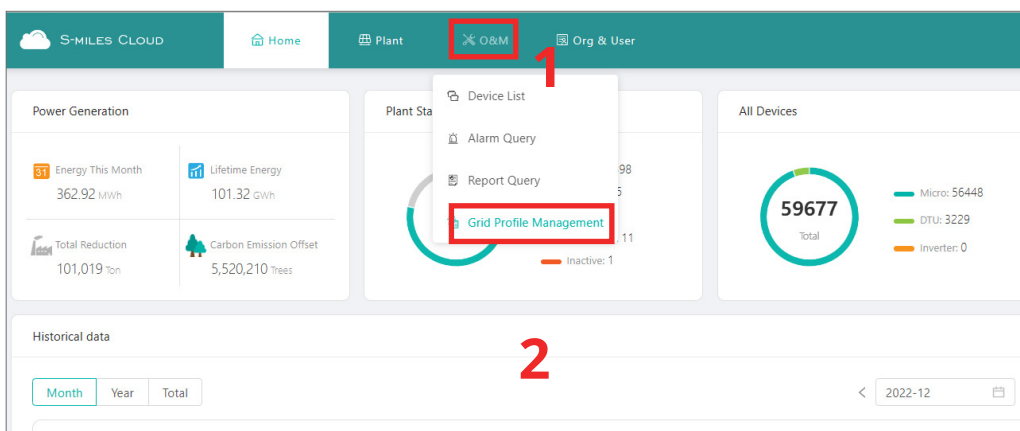 S-MILES CLOUD
Home
Plant
O&M
Org & User
1
Device List
Alarm Query
Report Query
Grid Profile Management
Power Generation
Energy This Month
362.92 MWh
Lifetime Energy
101.32 GWh
Total Reduction
101,019 Ton
Carbon Emission Offset
5,520,210 Trees
Plant Sta
98
11
Inactive: 1
All Devices
59677
Total
Micro: 56448
DTU: 3229
Inverter: 0
Historical data
2
Month
Year
Total
2022-12